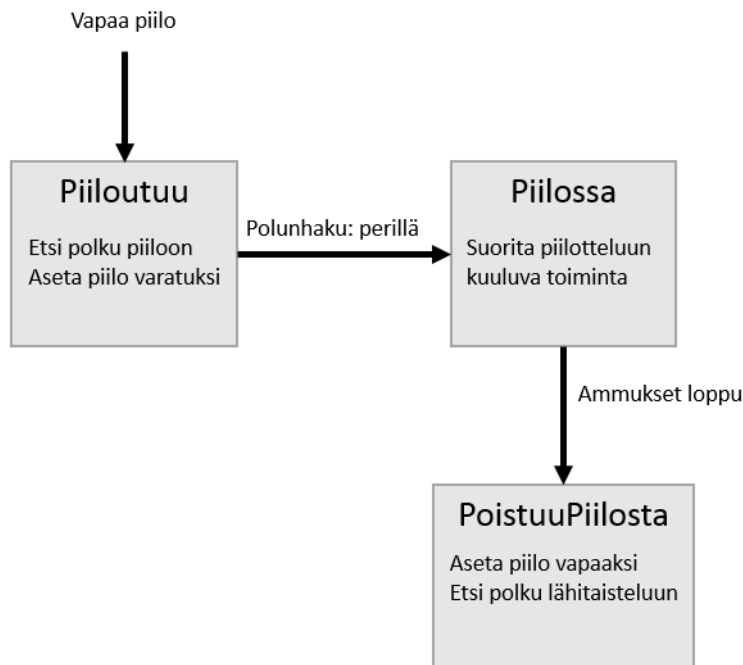 Vapaa piilo
Piiloutuu
Etsi polku piiloon
Aseta piilo varatuksi
Polunhaku: perillä
Piilossa
Suorita piilotteluun
kuuluva toiminta
Ammukset loppu
PoistuuPiilosta
Aseta piilo vapaaksi
Etsi polku lähitaisteluun